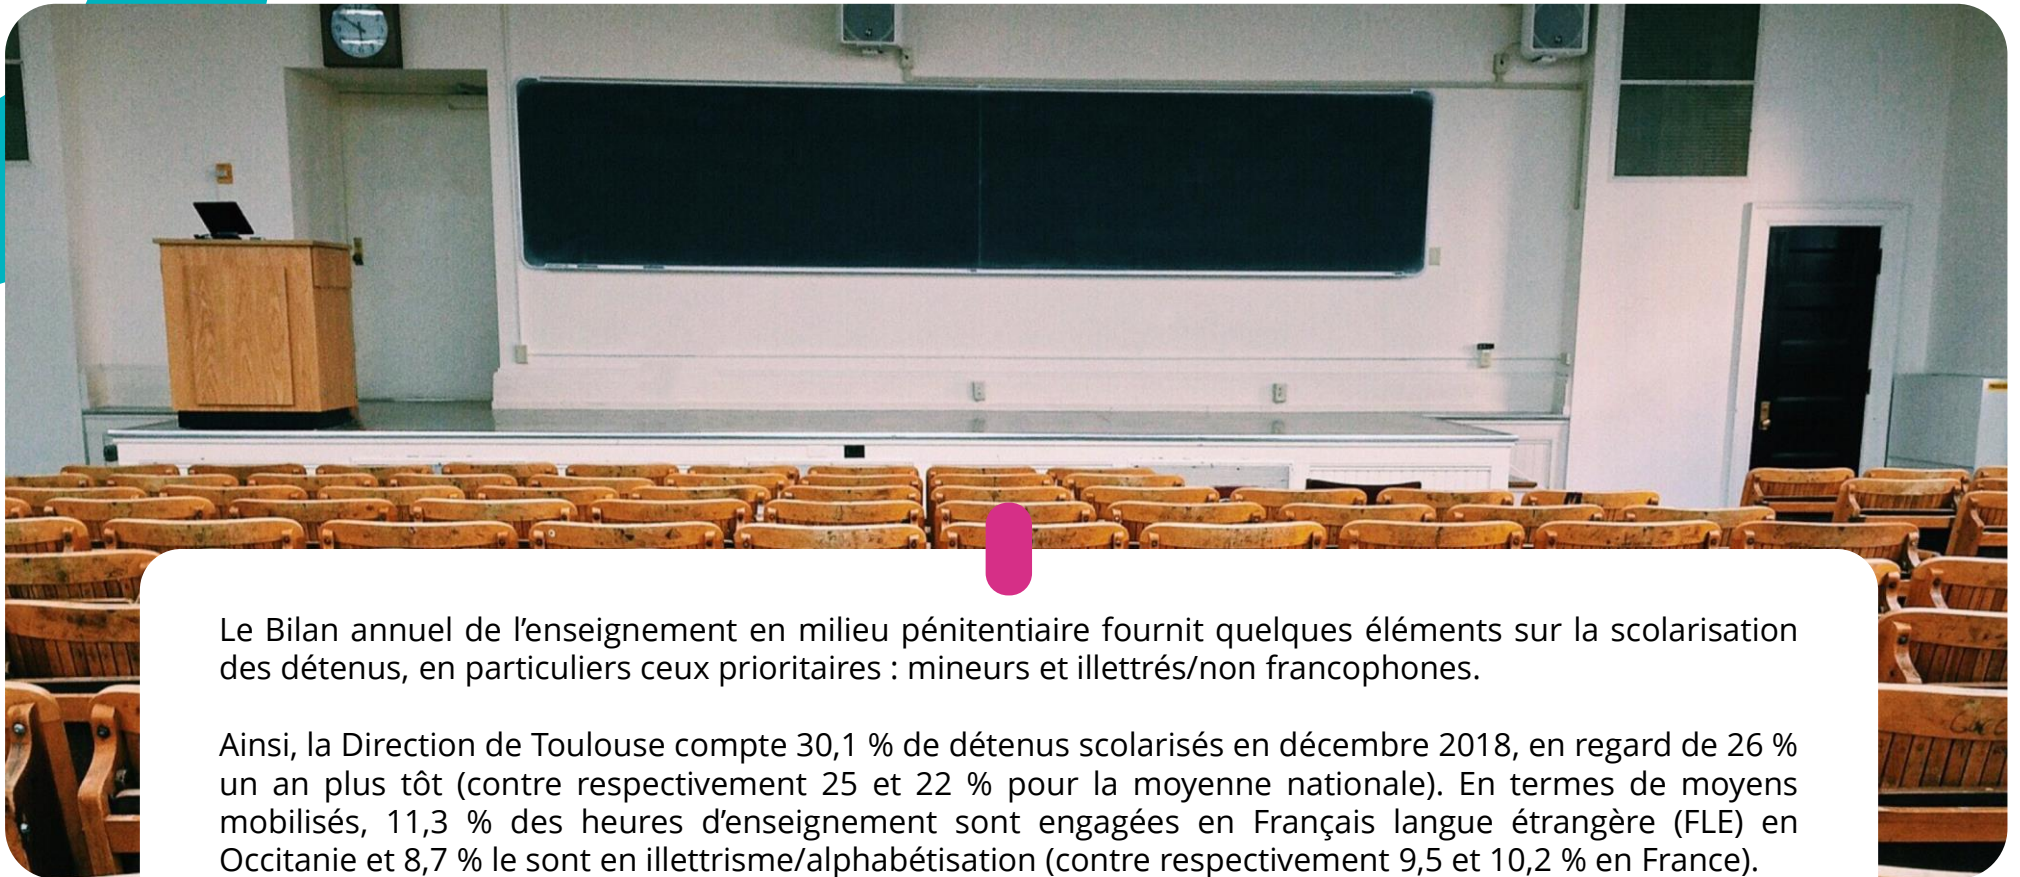 Le Bilan annuel de l’enseignement en milieu pénitentiaire fournit quelques éléments sur la scolarisation
des détenus, en particuliers ceux prioritaires : mineurs et illettrés/non francophones.
Ainsi, la Direction de Toulouse compte 30,1 % de détenus scolarisés en décembre 2018, en regard de 26 %
un an plus tôt (contre respectivement 25 et 22 % pour la moyenne nationale). En termes de moyens
mobilisés, 11,3 % des heures d’enseignement sont engagées en Français langue étrangère (FLE) en
Occitanie et 8,7 % le sont en illettrisme/alphabétisation (contre respectivement 9,5 et 10,2 % en France).